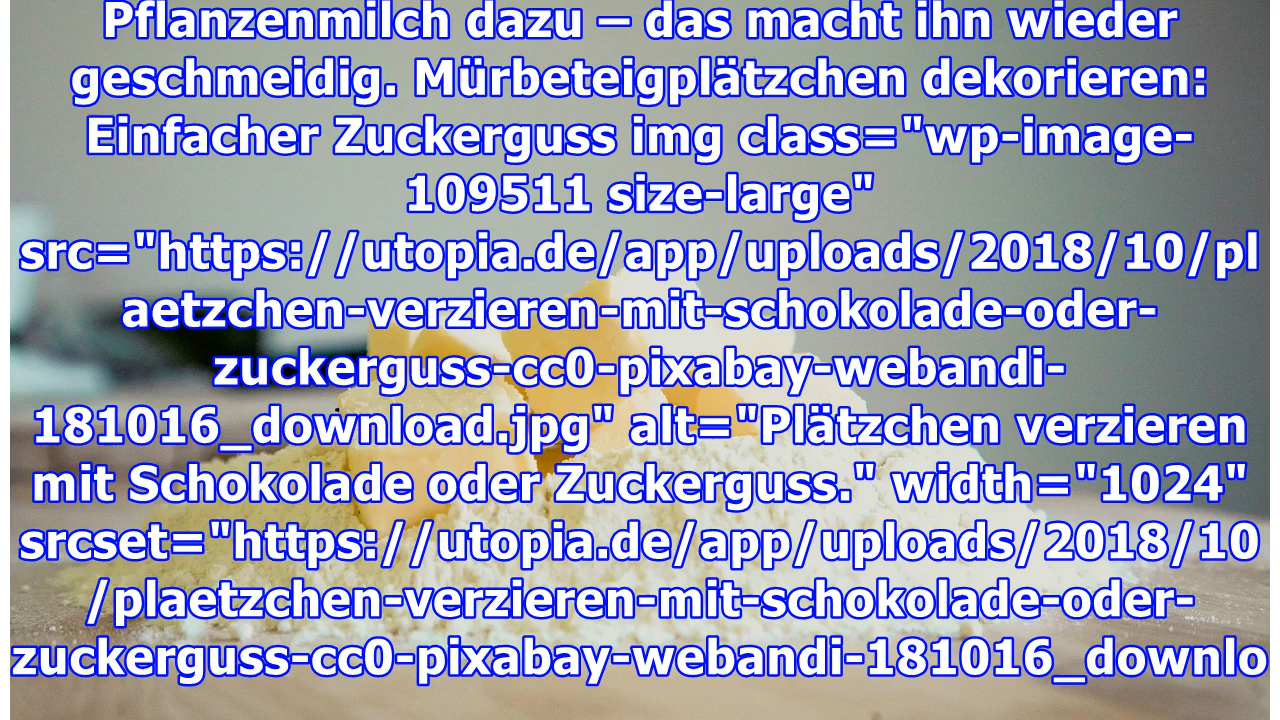 Pflanzenmilch dazu – das macht ihn wieder
geschmeidig. Mürbeteigplätzchen dekorieren:
Einfacher Zuckerguss img class="wp-image-
109511 size-large"
src="https://utopia.de/app/uploads/2018/10/pl
aetzchen-verzieren-mit-schokolade-oder-
zuckerguss-cc0-pixabay-webandi-
181016_download.jpg" alt="Plätzchen verzieren
mit Schokolade oder Zuckerguss." width="1024"
srcset="https://utopia.de/app/uploads/2018/10
/plaetzchen-verzieren-mit-schokolade-oder-
zuckerguss-cc0-pixabay-webandi-181016_downlo